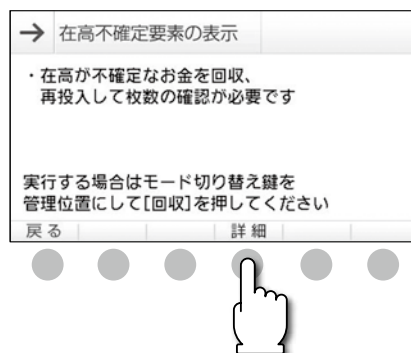 → 在高不確定要素の表示
・在高が不確定なお金を回収、
再投入して枚数の確認が必要です
実行する場合はモード切り替え鍵を
管理位置にして[回収]を押してください
戻る 詳細